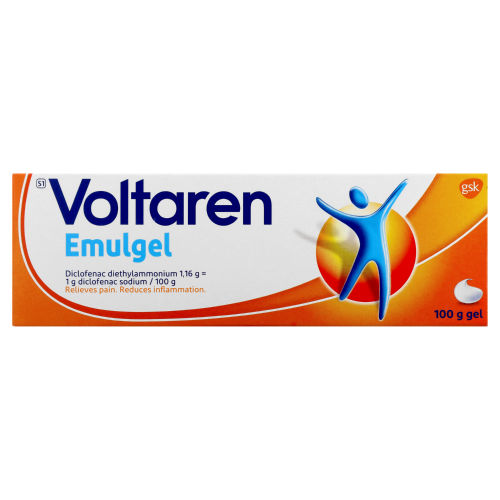 S1
Voltaren
Emulgel
Diclofenac diethylammonium 1,16 g =
1 g diclofenac sodium / 100 g
Relieves pain. Reduces inflammation.
gsk
100 g gel